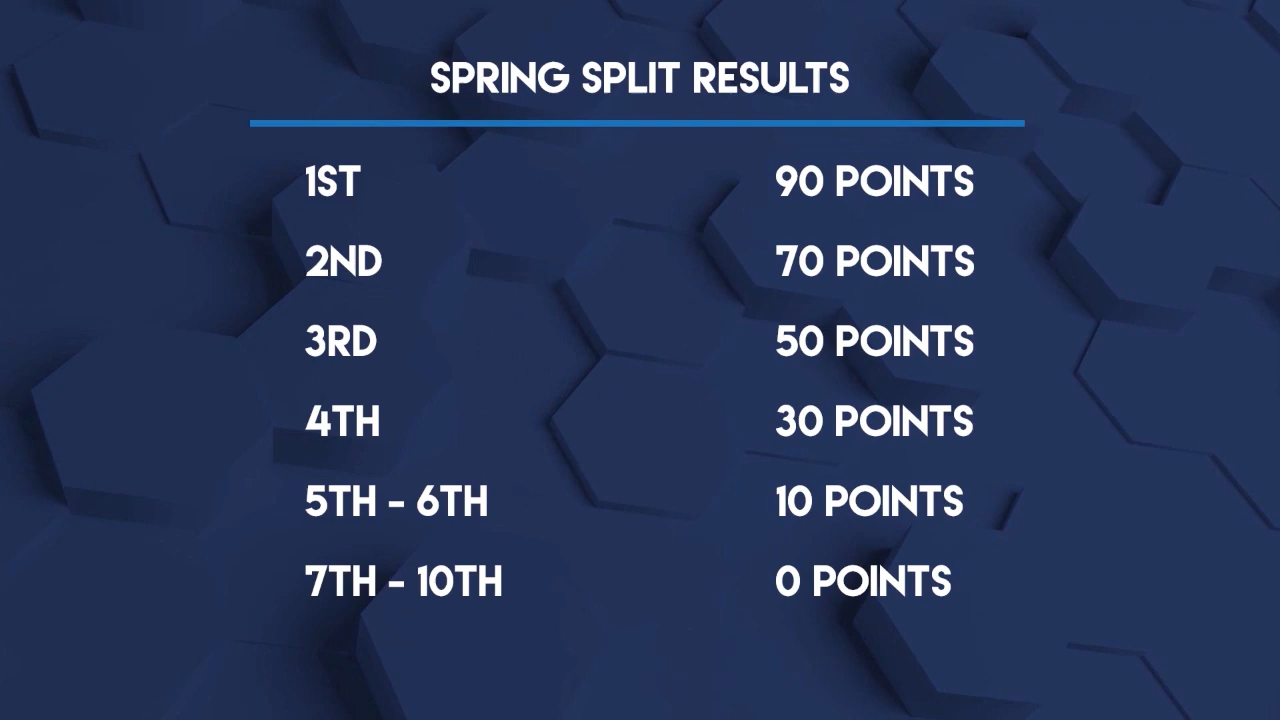 SPRING SPLIT RESULTS
1ST 90 POINTS
2ND 70 POINTS
3RD 50 POINTS
4TH 30 POINTS
5TH - 6TH 10 POINTS
7TH - 10TH 0 POINTS